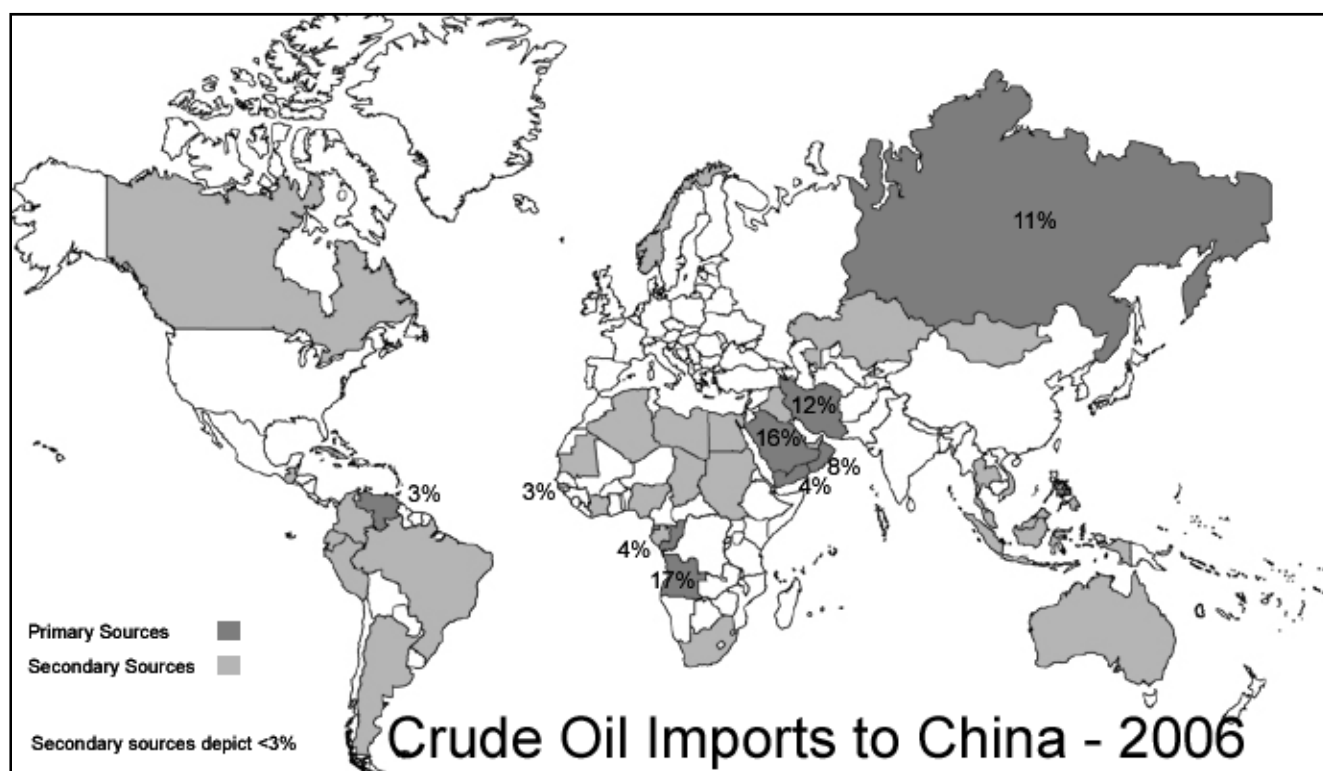 11%
12%
16%
8%
4%
3%
3%
4%
17%
Primary Sources
Secondary Sources
Secondary sources depict <3%
Crude Oil Imports to China - 2006